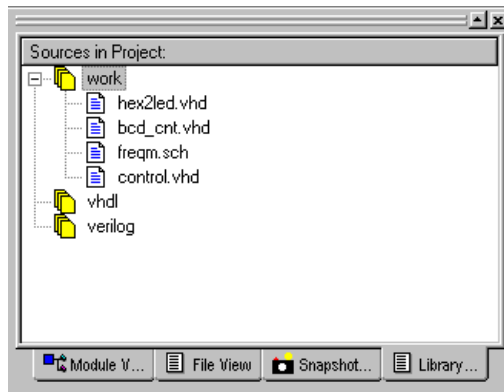 Sources in Project:
work
hex2led.vhd
bcd_cnt.vhd
freqm.sch
control.vhd
vhdl
verilog
Module V... File View Snapshot... Library...